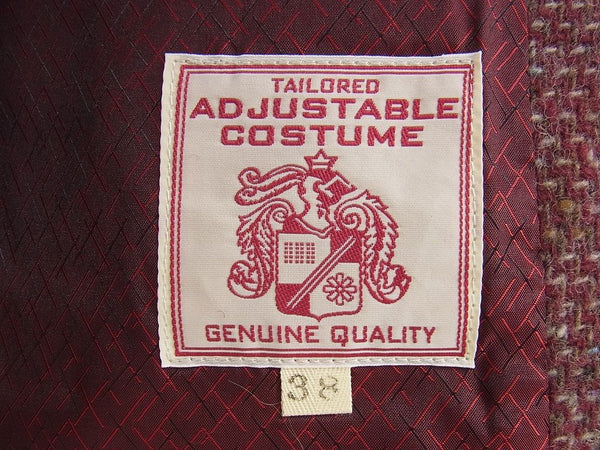 TAILORED
ADJUSTABLE
COSTUME
GENUINE QUALITY
38